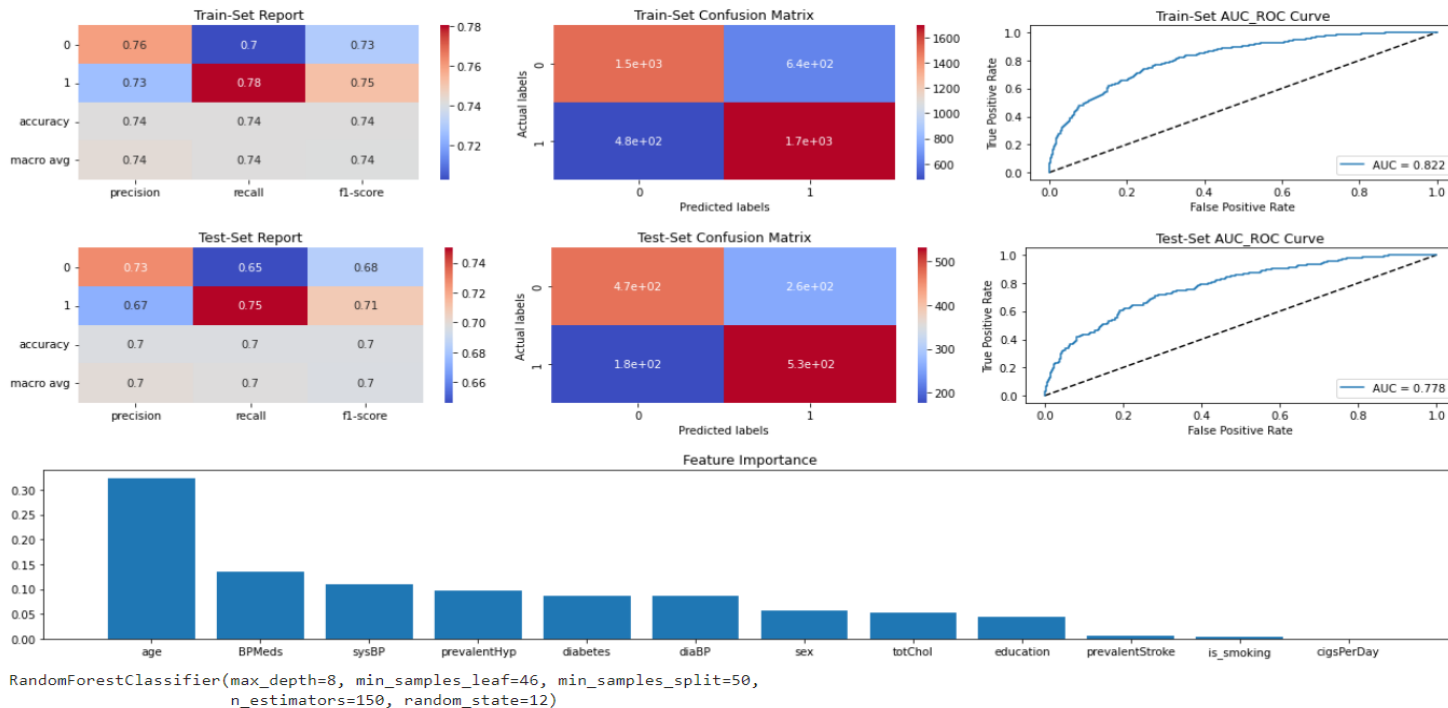 Train-Set Report
0
1
accuracy
macro avg
0.76 0.7 0.73
0.73 0.78 0.75
0.74 0.74 0.74
0.74 0.74 0.74
precision recall f1-score
0.78
0.76
0.74
0.72
Train-Set Confusion Matrix
Actual labels
0
1
1.5e+03 6.4e+02
4.8e+02 1.7e+03
0 1
Predicted labels
1600
1400
1200
1000
800
600
Train-Set AUC_ROC Curve
True Positive Rate
1.0
0.8
0.6
0.4
0.2
0.0
AUC = 0.822
0.0 0.2 0.4 0.6 0.8 1.0
False Positive Rate
Test-Set Report
0
1
accuracy
macro avg
0.73 0.65 0.68
0.67 0.75 0.71
0.7 0.7 0.7
0.7 0.7 0.7
precision recall f1-score
0.74
0.72
0.70
0.68
0.66
Test-Set Confusion Matrix
Actual labels
0
1
4.7e+02 2.6e+02
1.8e+02 5.3e+02
0 1
Predicted labels
500
400
300
200
Test-Set AUC_ROC Curve
True Positive Rate
1.0
0.8
0.6
0.4
0.2
0.0
AUC = 0.778
0.0 0.2 0.4 0.6 0.8 1.0
False Positive Rate
Feature Importance
0.30
0.25
0.20
0.15
0.10
0.05
0.00
age BPMeds sysBP prevalentHyp diabetes diaBP sex totChol education prevalentStroke is_smoking cigsPerDay
RandomForestClassifier(max_depth=8, min_samples_leaf=46, min_samples_split=50,
n_estimators=150, random_state=12)